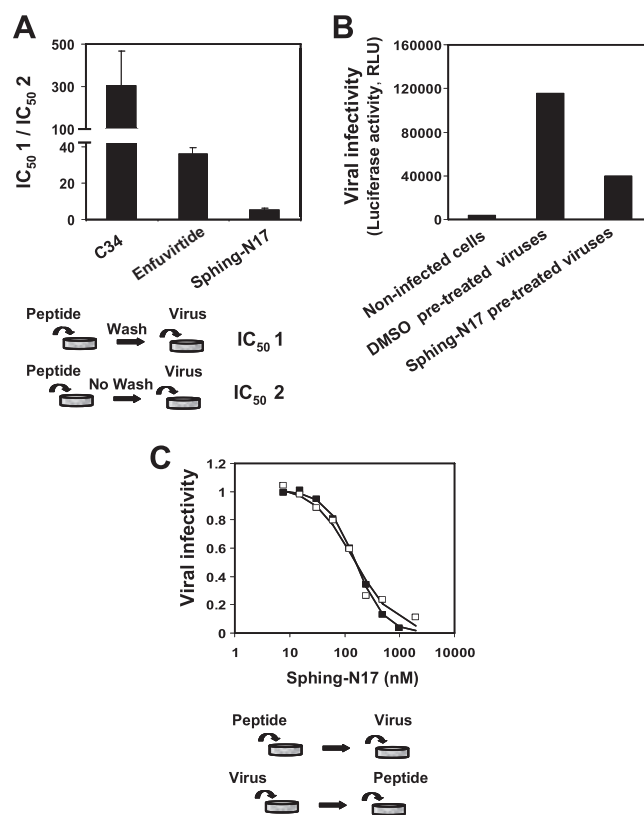 A
IC50 1 / IC50 2
500
300
100
40
20
0
C34
Enfuvirtide
Sphing-N17
Peptide
Wash
Virus
IC50 1
Peptide
No Wash
Virus
IC50 2
B
Viral infectivity
(Luciferase activity, RLU)
160000
120000
80000
40000
0
Non-infected cells
DMSO pre-treated viruses
Sphing-N17 pre-treated viruses
C
Viral infectivity
1.2
1
0.8
0.6
0.4
0.2
0
1 10 100 1000 10000
Sphing-N17 (nM)
Peptide Virus
Virus Peptide